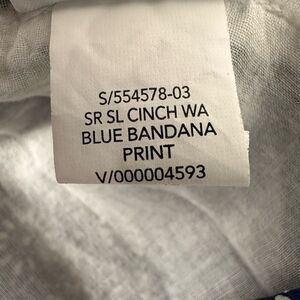 S/554578-03
SR SL CINCH WA
BLUE BANDANA
PRINT
V/000004593